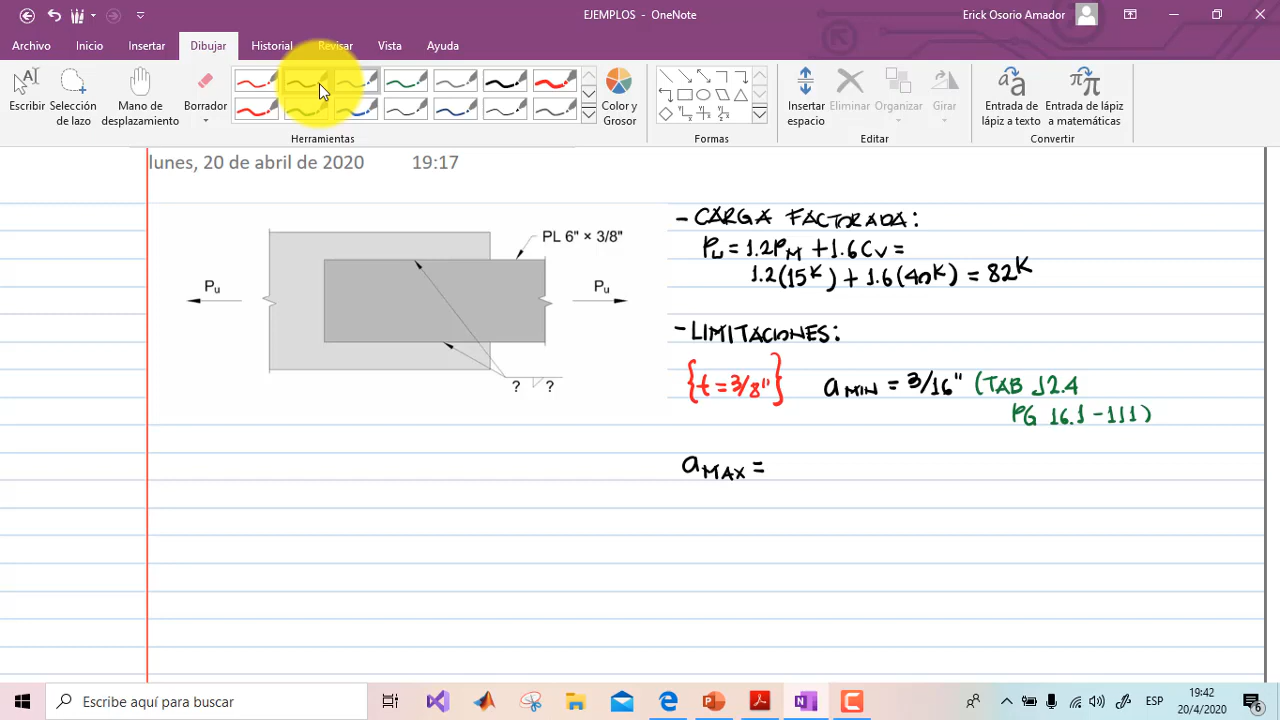 EJEMPLOS - OneNote
Erick Osorio Amador
Archivo Inicio Insertar Dibujar Historial Revisar Vista Ayuda
Escribir
Selección de lazo
Mano de desplazamiento
Borrador
Color y Grosor
Insertar espacio
Eliminar
Organizar
Girar
Entrada de lápiz a texto
Entrada de lápiz a matemáticas
Herramientas
Formas
Editar
Convertir
lunes, 20 de abril de 2020 19:17
PL 6" × 3/8"
Pu
Pu
? ?
- CARGA FACTORADA:
Pu = 1.2PM + 1.6CV =
1.2(15K) + 1.6(40K) = 82K
- LIMITACIONES:
{t = 3/8"} aMIN = 3/16" (TAB J2.4
PG 16.1-111)
aMAX =
Escribe aquí para buscar
ESP
19:42
20/4/2020
6